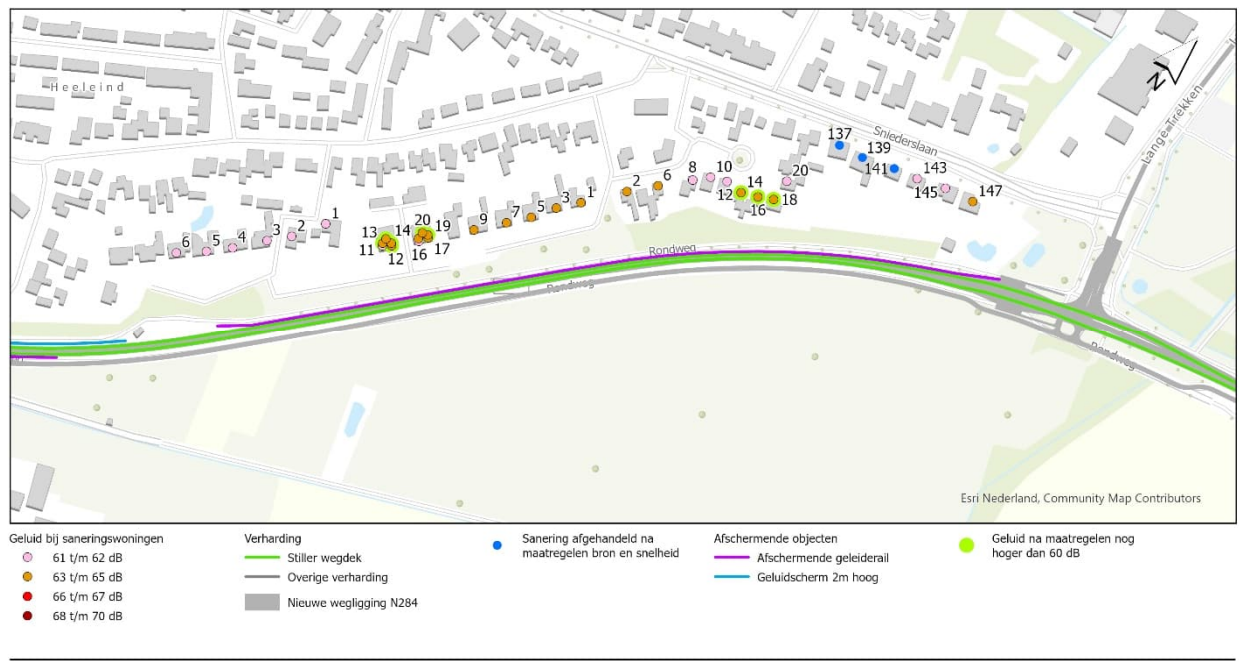 Heeleind
N
Lange Trekken
Sniederslaan
137
139
141
143
145
147
8
10
12
14
16
18
20
2
6
1
3
5
7
9
20
19
16
17
13
14
11
12
1
2
3
4
5
6
Rondweg
Rondweg
Rondweg
Esri Nederland, Community Map Contributors
Geluid bij saneringswoningen
61 t/m 62 dB
63 t/m 65 dB
66 t/m 67 dB
68 t/m 70 dB
Verharding
Stiller wegdek
Overige verharding
Nieuwe wegligging N284
Sanering afgehandeld na
maatregelen bron en snelheid
Afschermende objecten
Afschermende geleiderail
Geluidscherm 2m hoog
Geluid na maatregelen nog
hoger dan 60 dB